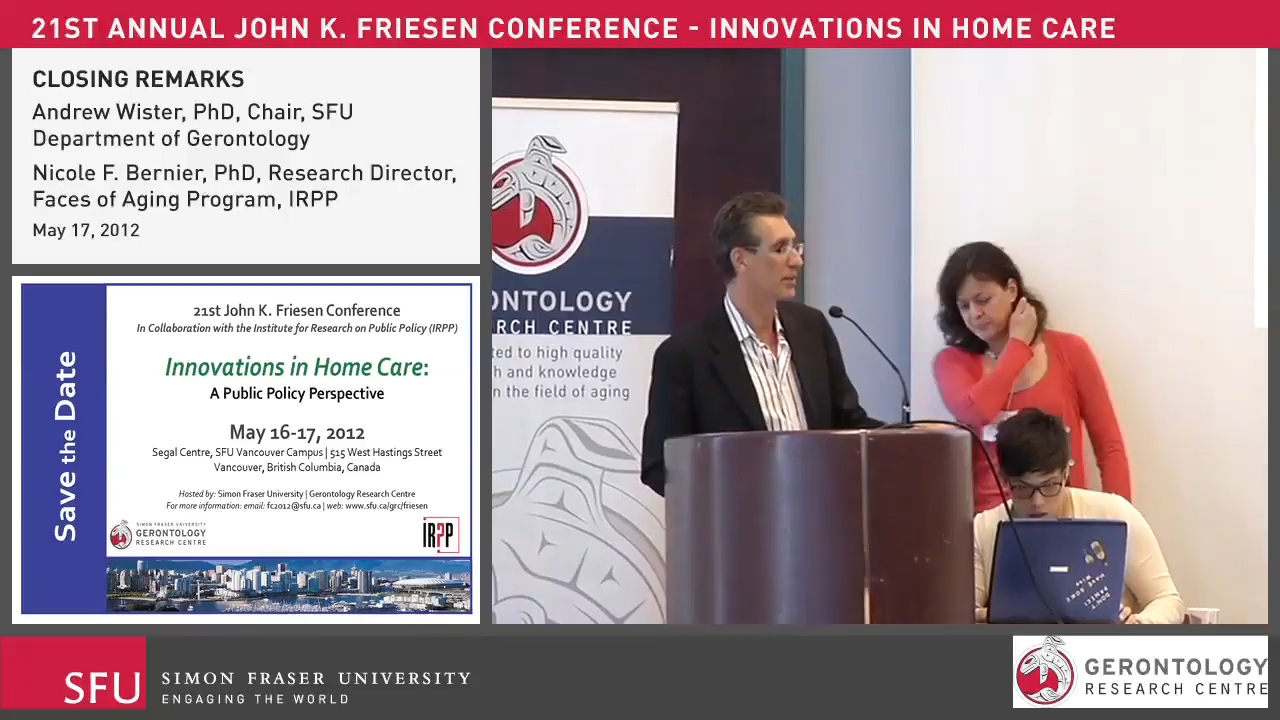 21ST ANNUAL JOHN K. FRIESEN CONFERENCE - INNOVATIONS IN HOME CARE
CLOSING REMARKS
Andrew Wister, PhD, Chair, SFU
Department of Gerontology
Nicole F. Bernier, PhD, Research Director,
Faces of Aging Program, IRPP
May 17, 2012
Save the Date
21st John K. Friesen Conference
In Collaboration with the Institute for Research on Public Policy (IRPP)
Innovations in Home Care:
A Public Policy Perspective
May 16-17, 2012
Segal Centre, SFU Vancouver Campus | 515 West Hastings Street
Vancouver, British Columbia, Canada
Hosted by: Simon Fraser University | Gerontology Research Centre
For more information: email: fc2012@sfu.ca | web: www.sfu.ca/grc/friesen
SIMON FRASER UNIVERSITY
GERONTOLOGY
RESEARCH CENTRE
IRPP
ONTOLOGY
RCH CENTRE
ted to high quality
h and knowledge
n the field of aging
DON'T
PANIC!
SFU
SIMON FRASER UNIVERSITY
ENGAGING THE WORLD
GERONTOLOGY
RESEARCH CENTRE